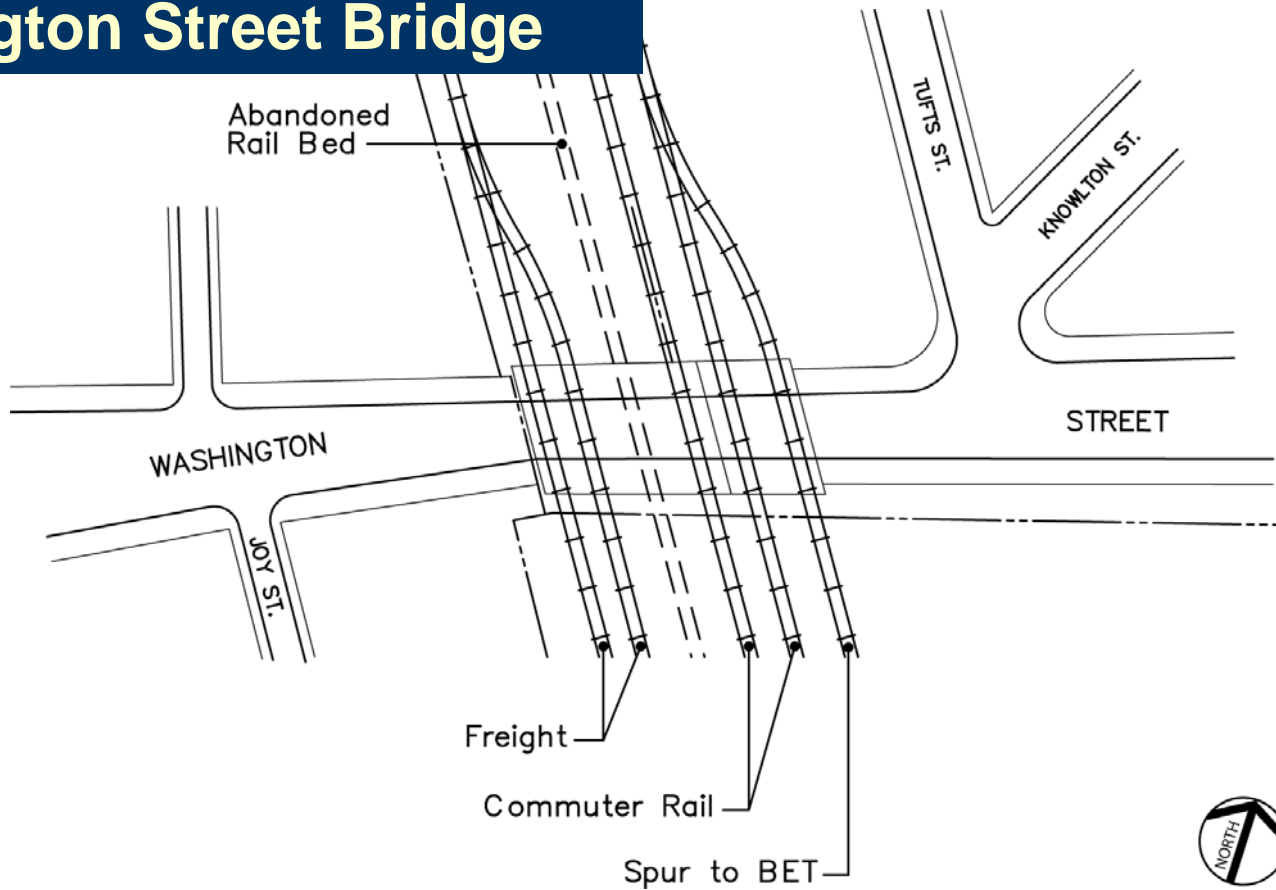 gton Street Bridge
Abandoned
Rail Bed
TUFTS ST.
KNOWLTON ST.
WASHINGTON
STREET
JOY ST.
Freight
Commuter Rail
Spur to BET
NORTH